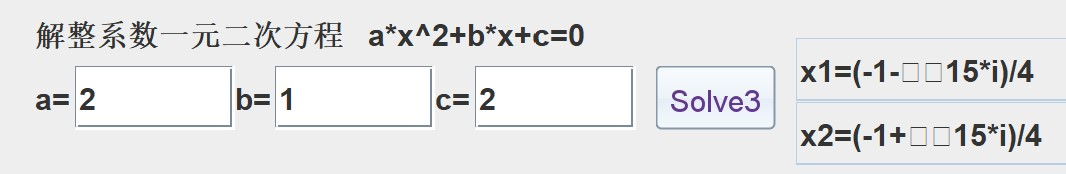 解整系数一元二次方程 a*x^2+b*x+c=0
a= 2 b= 1 c= 2 Solve3
x1=(-1-□□15*i)/4
x2=(-1+□□15*i)/4